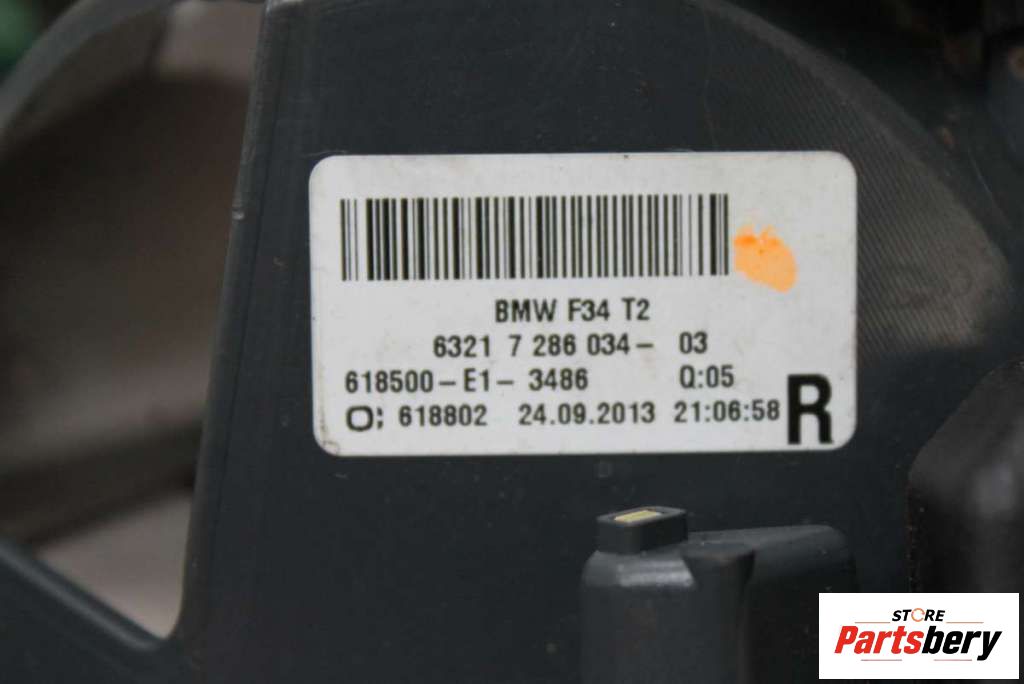 BMW F34 T2
6321 7 286 034- 03
618500-E1- 3486 Q:05
O; 618802 24.09.2013 21:06:58 R
STORE
Partsbery